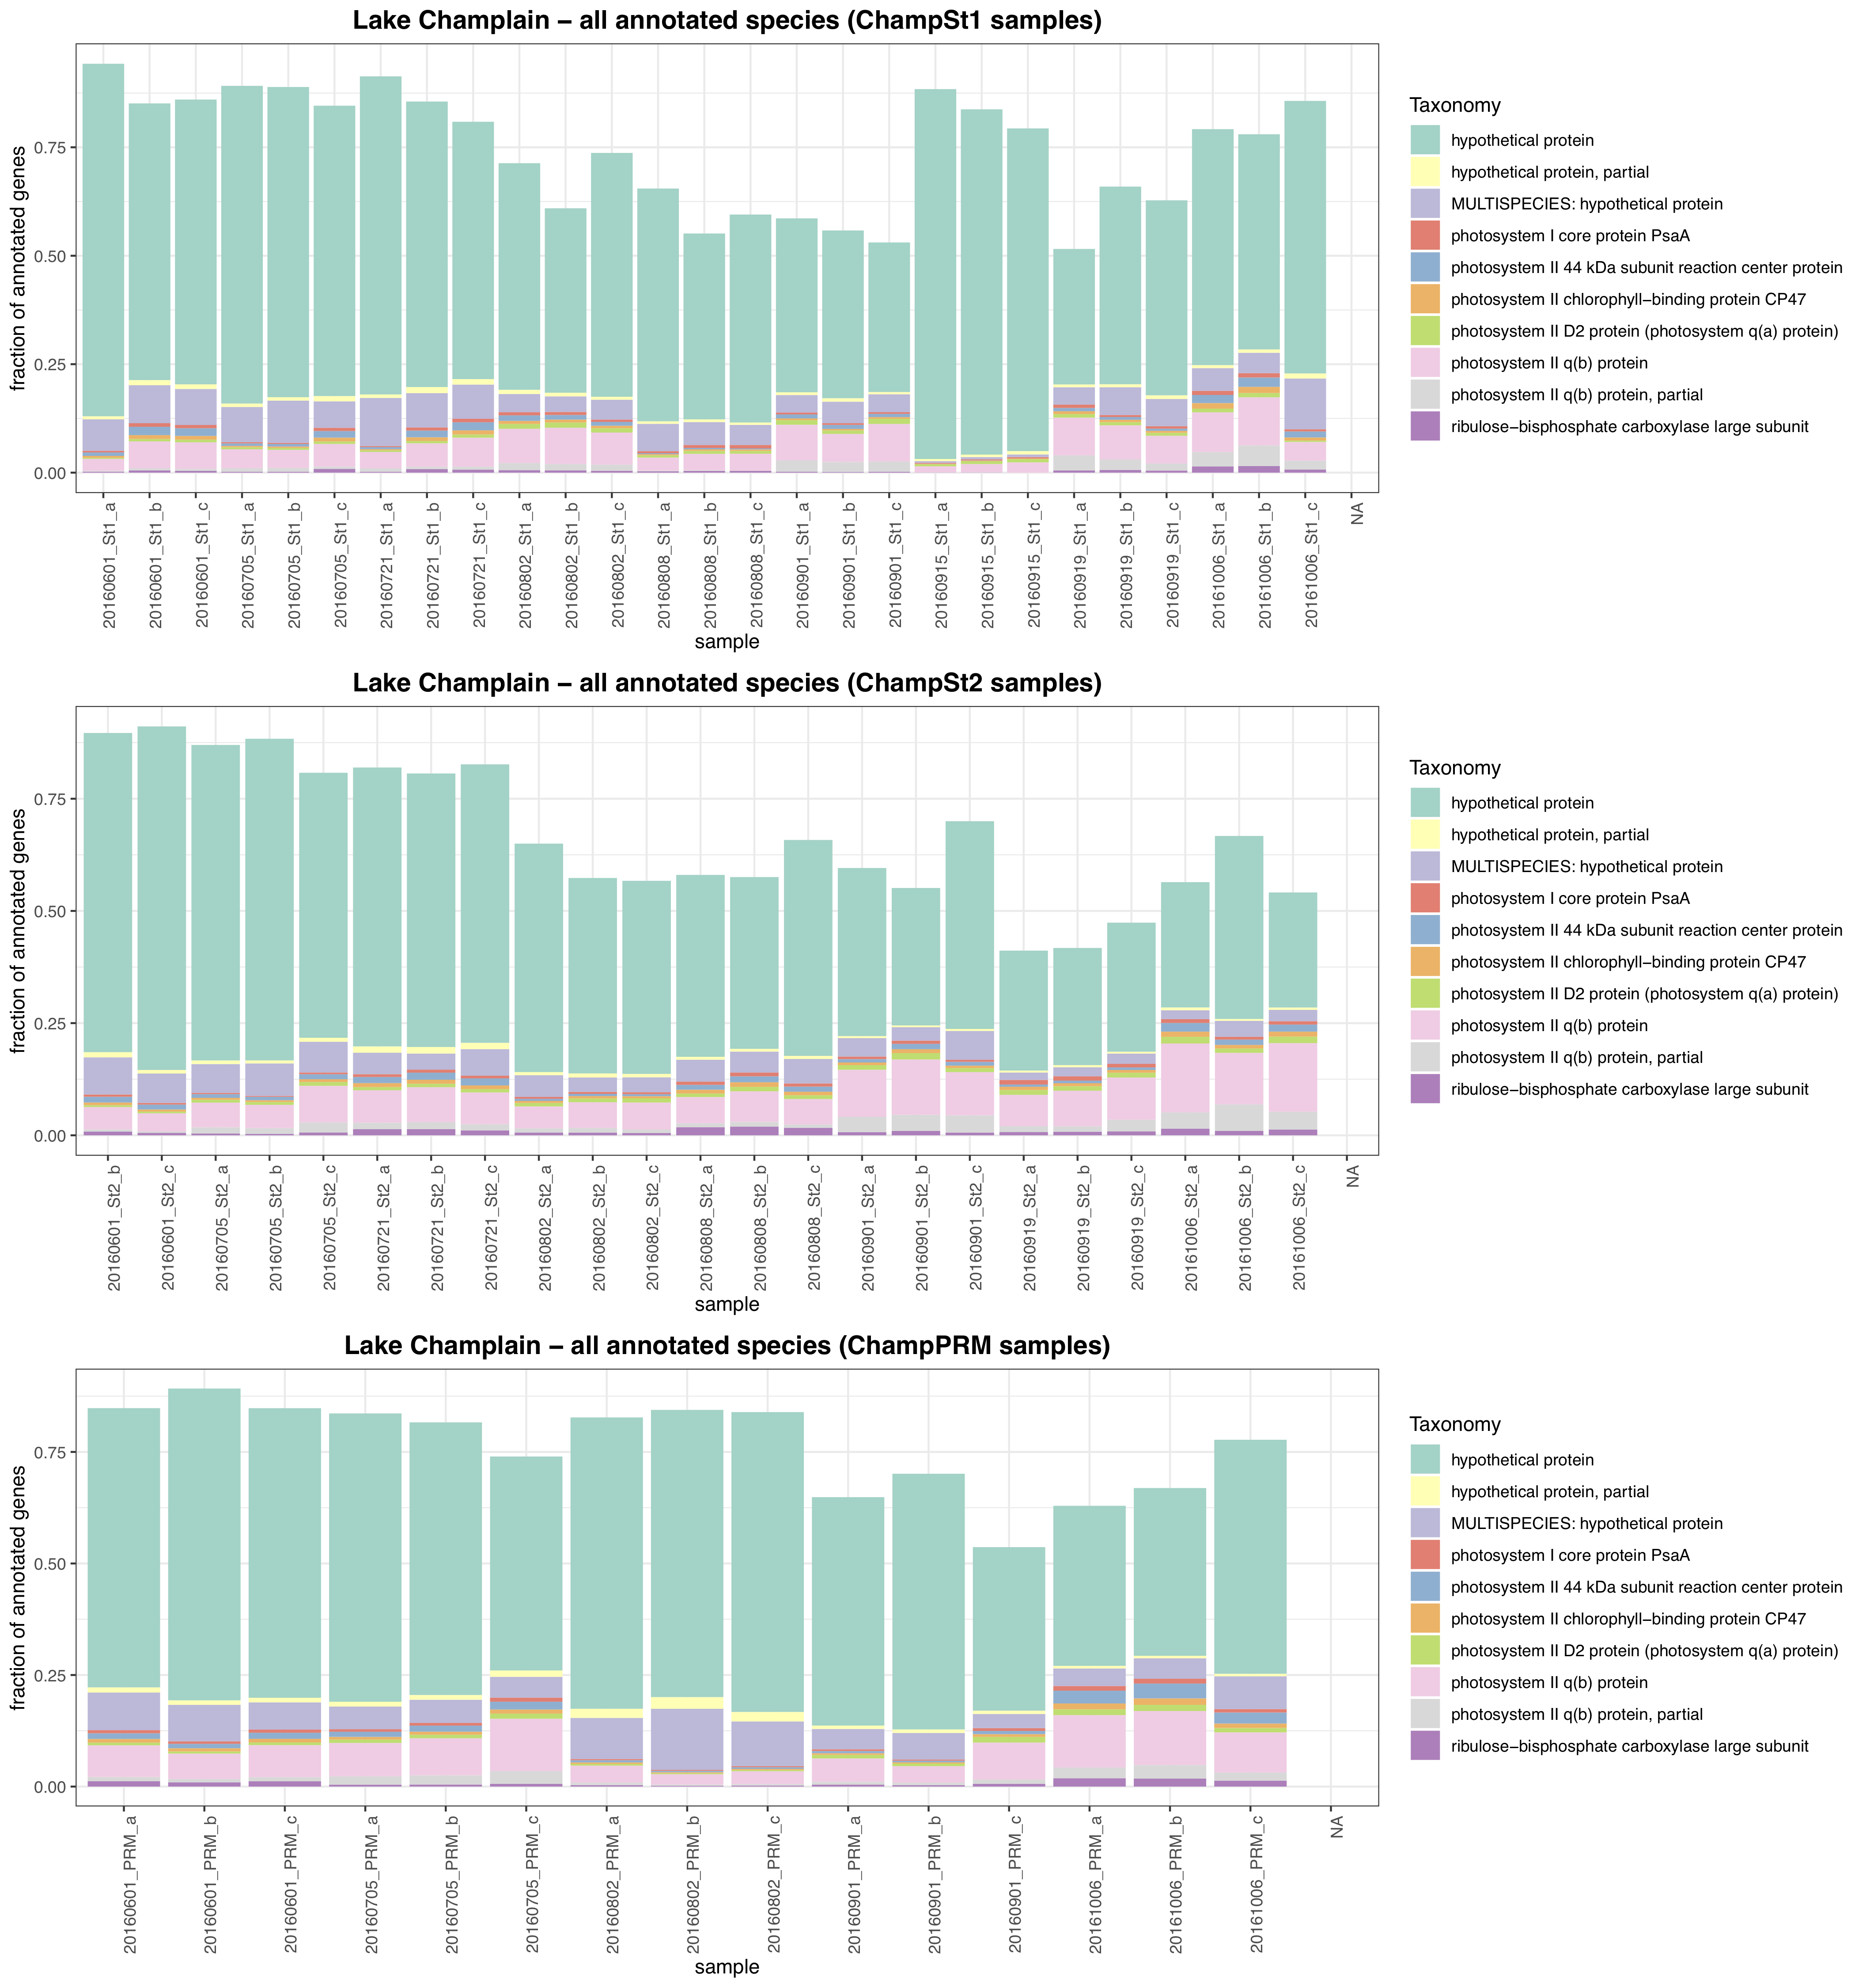 Lake Champlain – all annotated species (ChampSt1 samples)
fraction of annotated genes
0.75
0.50
0.25
0.00
20160601_St1_a
20160601_St1_b
20160601_St1_c
20160705_St1_a
20160705_St1_b
20160705_St1_c
20160721_St1_a
20160721_St1_b
20160721_St1_c
20160802_St1_a
20160802_St1_b
20160802_St1_c
20160808_St1_a
20160808_St1_b
20160808_St1_c
20160901_St1_a
20160901_St1_b
20160901_St1_c
20160915_St1_a
20160915_St1_b
20160915_St1_c
20160919_St1_a
20160919_St1_b
20160919_St1_c
20161006_St1_a
20161006_St1_b
20161006_St1_c
NA
sample
Taxonomy
hypothetical protein
hypothetical protein, partial
MULTISPECIES: hypothetical protein
photosystem I core protein PsaA
photosystem II 44 kDa subunit reaction center protein
photosystem II chlorophyll−binding protein CP47
photosystem II D2 protein (photosystem q(a) protein)
photosystem II q(b) protein
photosystem II q(b) protein, partial
ribulose−bisphosphate carboxylase large subunit
Lake Champlain – all annotated species (ChampSt2 samples)
fraction of annotated genes
0.75
0.50
0.25
0.00
20160601_St2_b
20160601_St2_c
20160705_St2_a
20160705_St2_b
20160705_St2_c
20160721_St2_a
20160721_St2_b
20160721_St2_c
20160802_St2_a
20160802_St2_b
20160802_St2_c
20160808_St2_a
20160808_St2_b
20160808_St2_c
20160901_St2_a
20160901_St2_b
20160901_St2_c
20160919_St2_a
20160919_St2_b
20160919_St2_c
20161006_St2_a
20161006_St2_b
20161006_St2_c
NA
sample
Taxonomy
hypothetical protein
hypothetical protein, partial
MULTISPECIES: hypothetical protein
photosystem I core protein PsaA
photosystem II 44 kDa subunit reaction center protein
photosystem II chlorophyll−binding protein CP47
photosystem II D2 protein (photosystem q(a) protein)
photosystem II q(b) protein
photosystem II q(b) protein, partial
ribulose−bisphosphate carboxylase large subunit
Lake Champlain – all annotated species (ChampPRM samples)
fraction of annotated genes
0.75
0.50
0.25
0.00
20160601_PRM_a
20160601_PRM_b
20160601_PRM_c
20160705_PRM_a
20160705_PRM_b
20160705_PRM_c
20160802_PRM_a
20160802_PRM_b
20160802_PRM_c
20160901_PRM_a
20160901_PRM_b
20160901_PRM_c
20161006_PRM_a
20161006_PRM_b
20161006_PRM_c
NA
sample
Taxonomy
hypothetical protein
hypothetical protein, partial
MULTISPECIES: hypothetical protein
photosystem I core protein PsaA
photosystem II 44 kDa subunit reaction center protein
photosystem II chlorophyll−binding protein CP47
photosystem II D2 protein (photosystem q(a) protein)
photosystem II q(b) protein
photosystem II q(b) protein, partial
ribulose−bisphosphate carboxylase large subunit